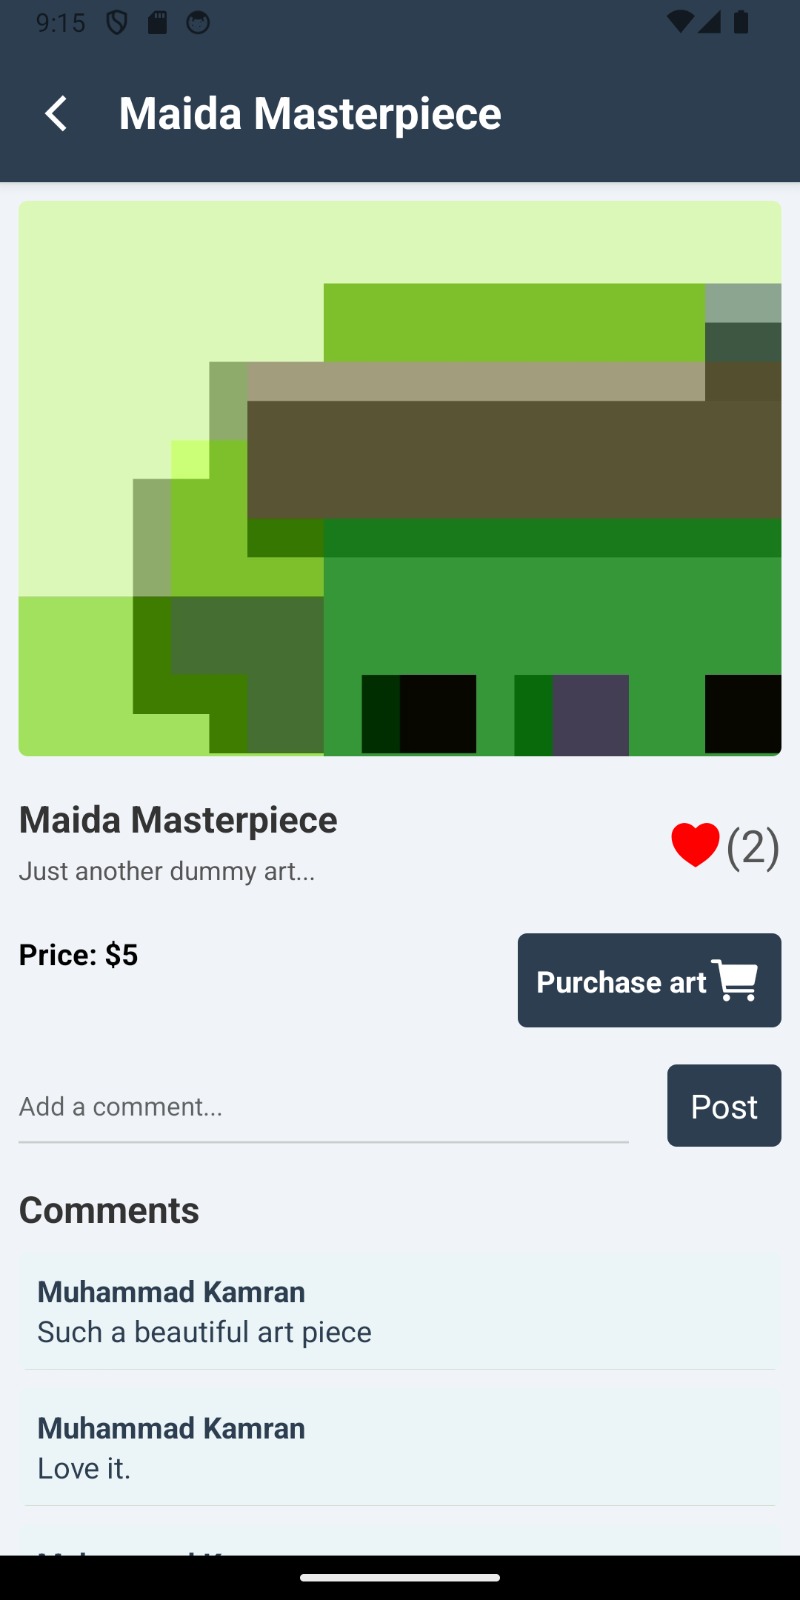 9:15
Maida Masterpiece
Maida Masterpiece
Just another dummy art...
(2)
Price: $5
Purchase art
Add a comment...
Post
Comments
Muhammad Kamran
Such a beautiful art piece
Muhammad Kamran
Love it.